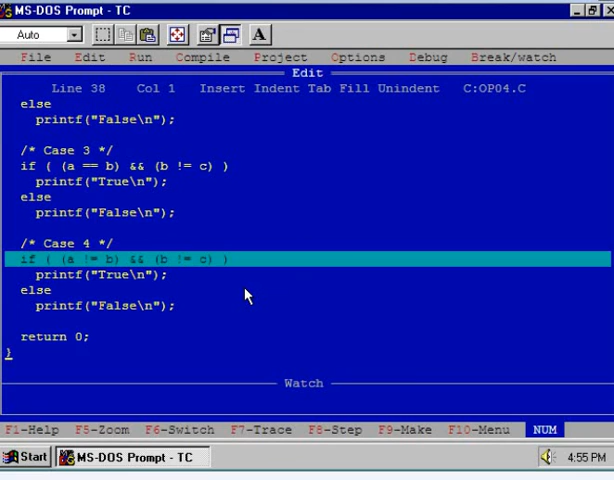 MS-DOS Prompt - TC
Auto
A
File Edit Run Compile Project Options Debug Break/watch
Edit
Line 38 Col 1 Insert Indent Tab Fill Unindent C:OP04.C
else
printf("False\n");
/* Case 3 */
if ( (a == b) && (b != c) )
printf("True\n");
else
printf("False\n");
/* Case 4 */
if ( (a != b) && (b != c) )
printf("True\n");
else
printf("False\n");
return 0;
}
Watch
F1-Help F5-Zoom F6-Switch F7-Trace F8-Step F9-Make F10-Menu NUM
Start MS-DOS Prompt - TC 4:55 PM